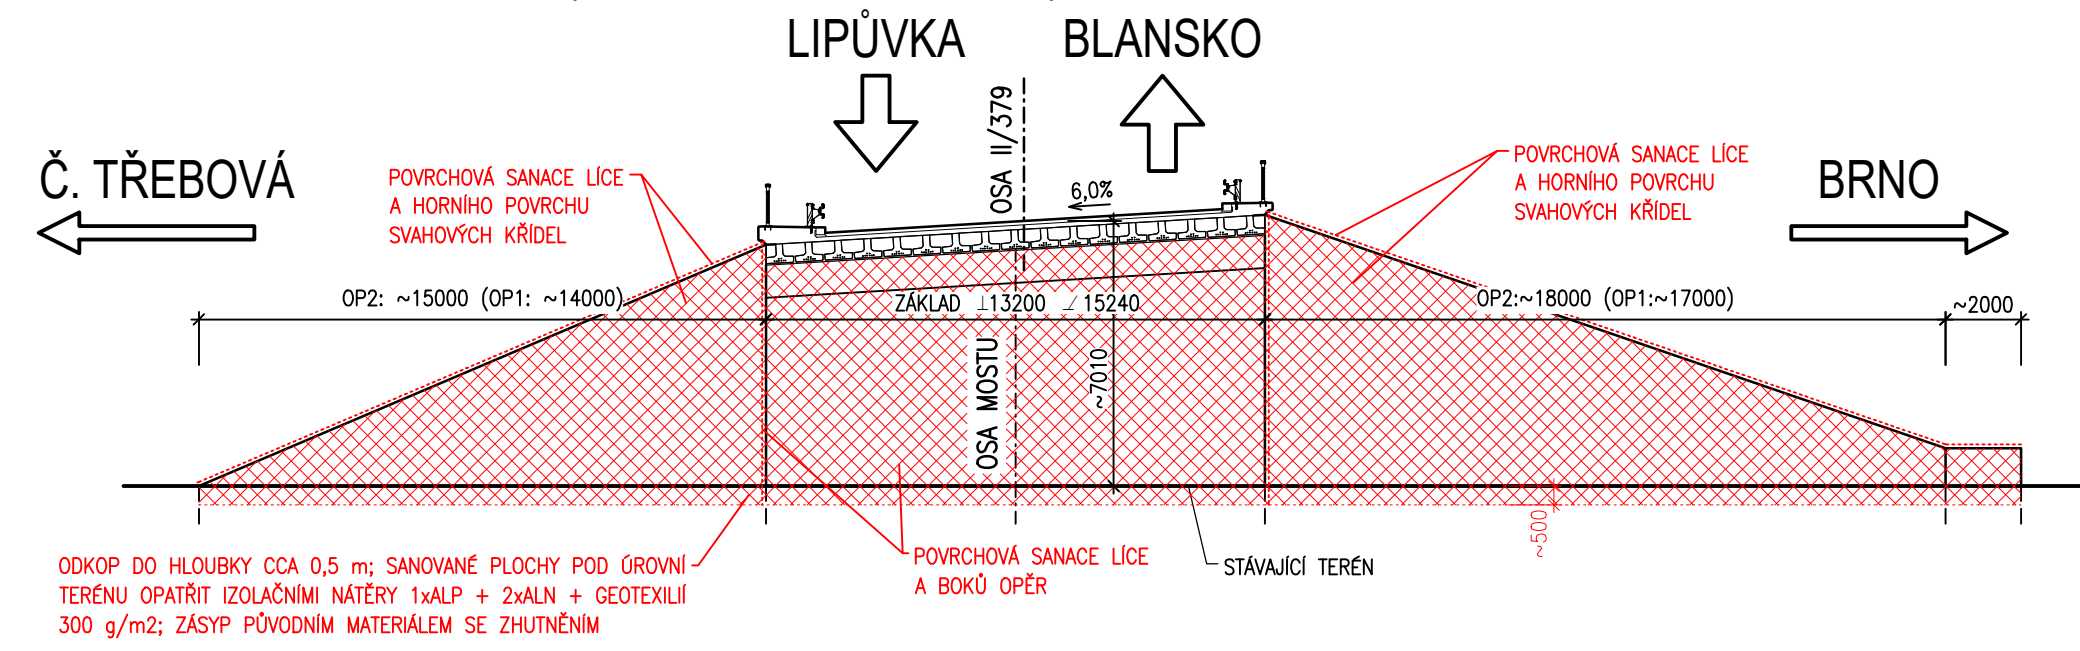 LIPŮVKA
BLANSKO
OSA II/379
Č. TŘEBOVÁ
POVRCHOVÁ SANACE LÍCE
A HORNÍHO POVRCHU
SVAHOVÝCH KŘÍDEL
6,0%
POVRCHOVÁ SANACE LÍCE
A HORNÍHO POVRCHU
SVAHOVÝCH KŘÍDEL
BRNO
OP2: ~15000 (OP1: ~14000)
ZÁKLAD ⊥13200 ∠15240
OP2:~18000 (OP1:~17000)
~2000
OSA MOSTU
~7010
~500
ODKOP DO HLOUBKY CCA 0,5 m; SANOVANÉ PLOCHY POD ÚROVNÍ
TERÉNU OPATŘIT IZOLAČNÍMI NÁTĚRY 1xALP + 2xALN + GEOTEXILIÍ
300 g/m2; ZÁSYP PŮVODNÍM MATERIÁLEM SE ZHUTNĚNÍM
POVRCHOVÁ SANACE LÍCE
A BOKŮ OPĚR
STÁVAJÍCÍ TERÉN